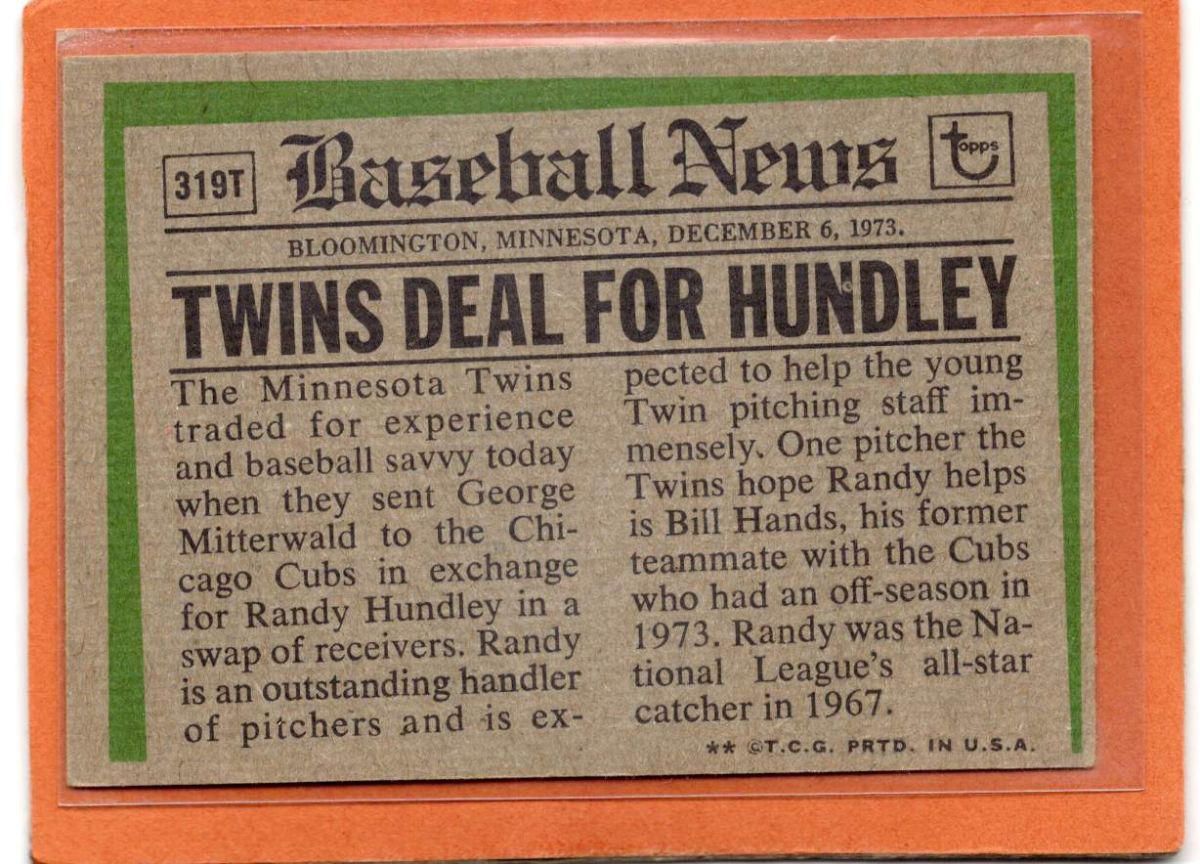 319T
Baseball News
topps
BLOOMINGTON, MINNESOTA, DECEMBER 6, 1973.
TWINS DEAL FOR HUNDLEY
The Minnesota Twins
traded for experience
and baseball savvy today
when they sent George
Mitterwald to the Chi-
cago Cubs in exchange
for Randy Hundley in a
swap of receivers. Randy
is an outstanding handler
of pitchers and is ex-
pected to help the young
Twin pitching staff im-
mensely. One pitcher the
Twins hope Randy helps
is Bill Hands, his former
teammate with the Cubs
who had an off-season in
1973. Randy was the Na-
tional League's all-star
catcher in 1967.
** ©T.C.G. PRTD. IN U.S.A.